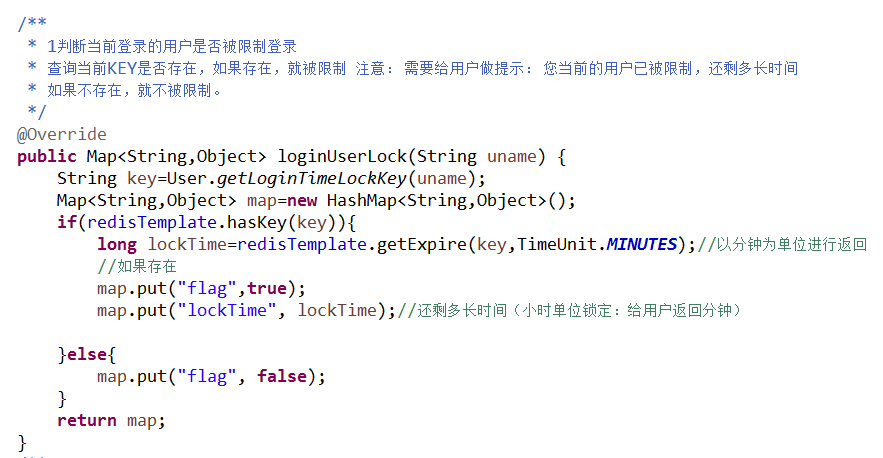 /**
 * 1判断当前登录的用户是否被限制登录
 * 查询当前KEY是否存在，如果存在，就被限制 注意：需要给用户做提示：您当前的用户已被限制，还剩多长时间
 * 如果不存在，就不被限制。
 */
@Override
public Map<String,Object> loginUserLock(String uname) {
    String key=User.getLoginTimeLockKey(uname);
    Map<String,Object> map=new HashMap<String,Object>();
    if(redisTemplate.hasKey(key)){
        long lockTime=redisTemplate.getExpire(key,TimeUnit.MINUTES);//以分钟为单位进行返回
        //如果存在
        map.put("flag",true);
        map.put("lockTime", lockTime);//还剩多长时间（小时单位锁定：给用户返回分钟）
    }else{
        map.put("flag", false);
    }
    return map;
}